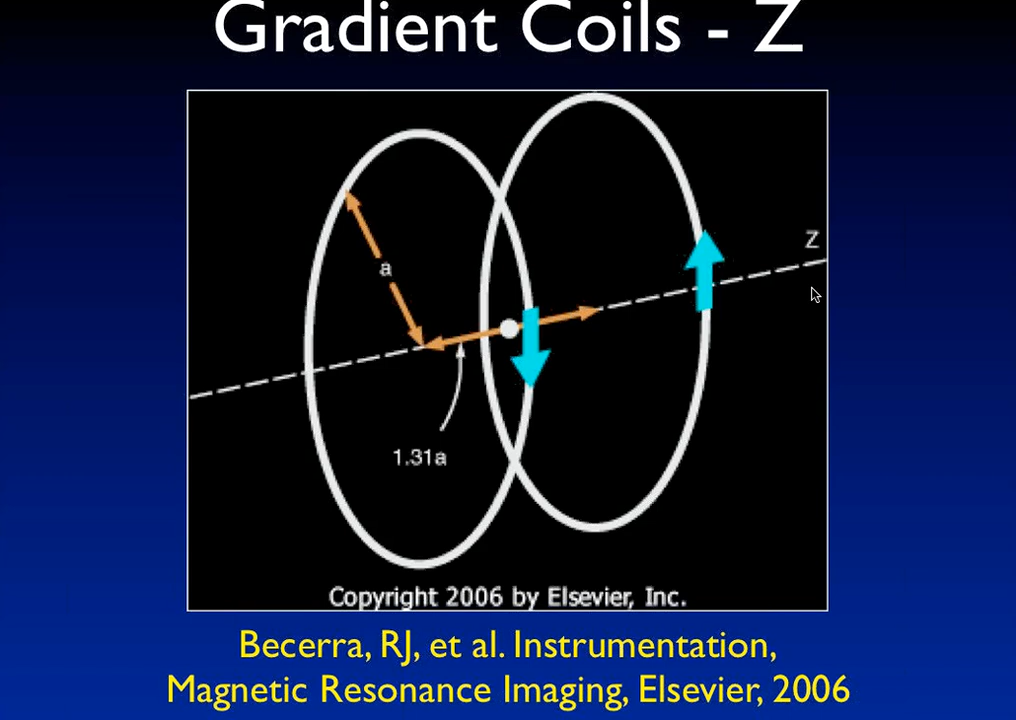 Gradient Coils - Z
Z
a
1.31a
Copyright 2006 by Elsevier, Inc.
Becerra, RJ, et al. Instrumentation,
Magnetic Resonance Imaging, Elsevier, 2006